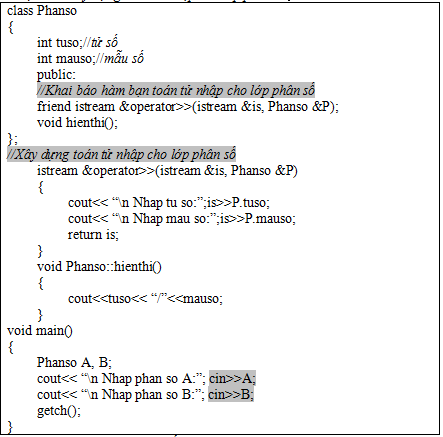 class Phanso
{
int tuso;//tử số
int mauso;//mẫu số
public:
//Khai báo hàm bạn toán tử nhập cho lớp phân số
friend istream &operator>>(istream &is, Phanso &P);
void hienthi();
};
//Xây dựng toán tử nhập cho lớp phân số
istream &operator>>(istream &is, Phanso &P)
{
cout<< “\n Nhap tu so:”;is>>P.tuso;
cout<< “\n Nhap mau so:”;is>>P.mauso;
return is;
}
void Phanso::hienthi()
{
cout<<tuso<< “/”<<mauso;
}
void main()
{
Phanso A, B;
cout<< “\n Nhap phan so A:”; cin>>A;
cout<< “\n Nhap phan so B:”; cin>>B;
getch();
}